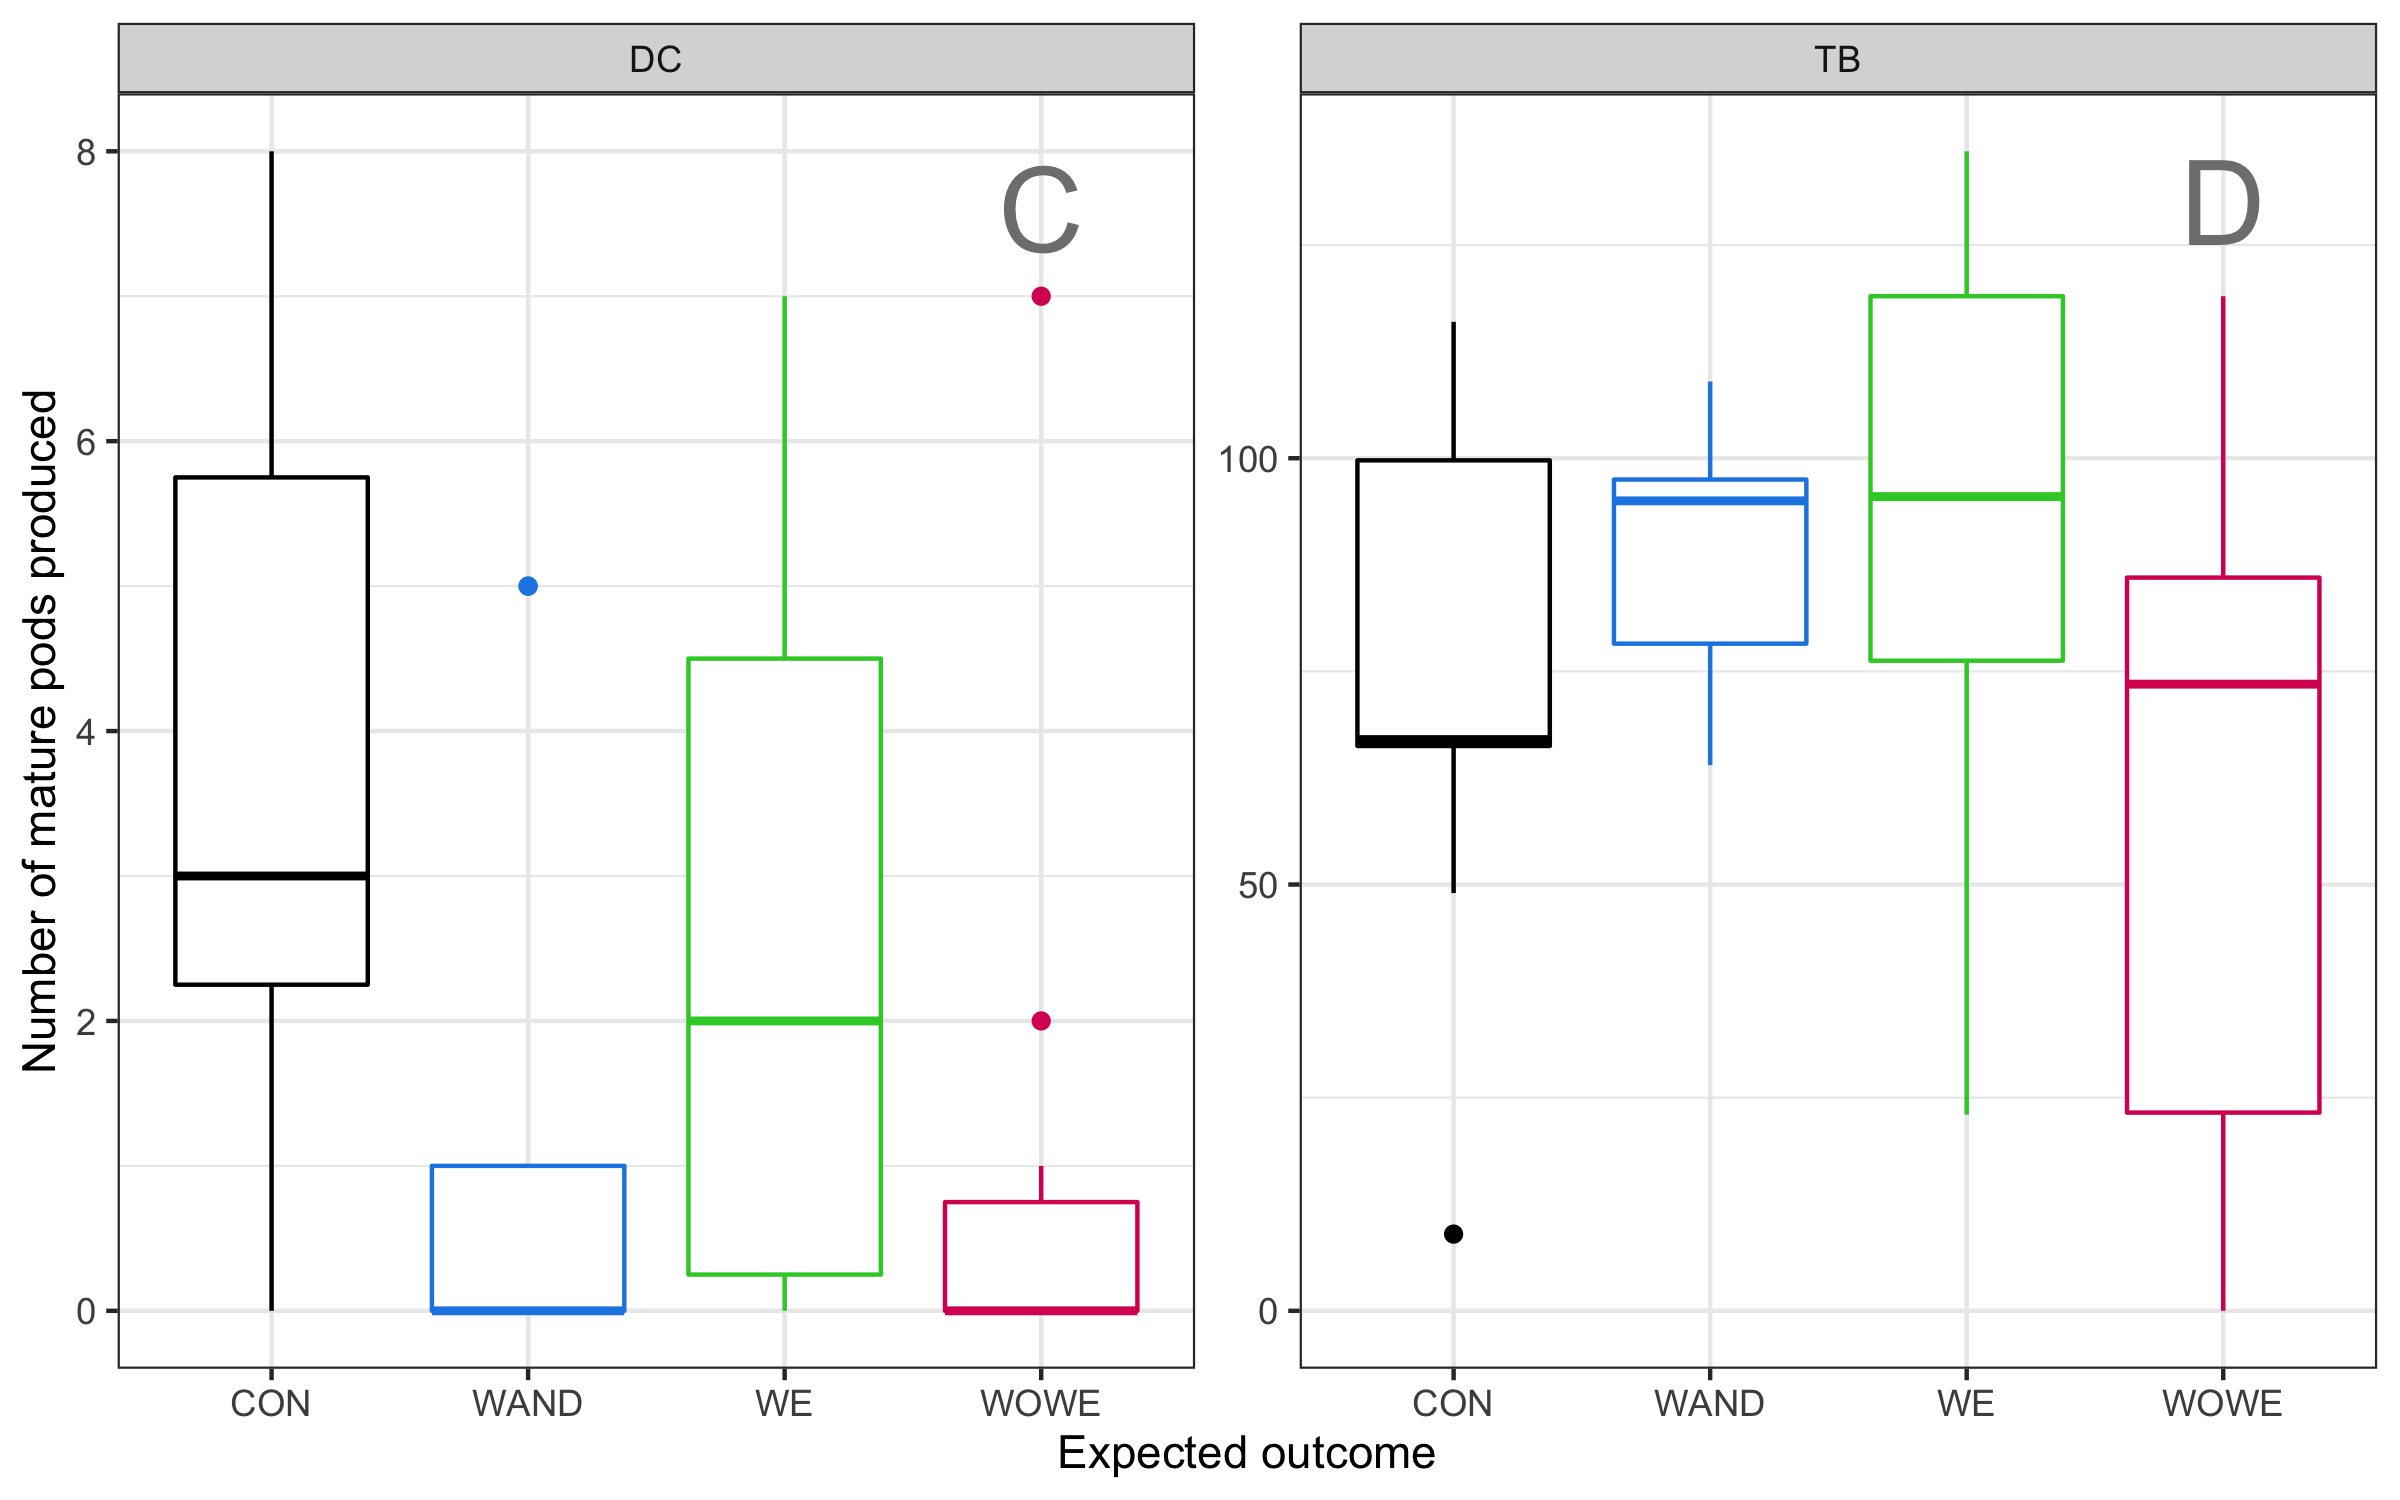 DC
TB
C
D
Number of mature pods produced
8
6
4
2
0
100
50
0
CON WAND WE WOWE
CON WAND WE WOWE
Expected outcome